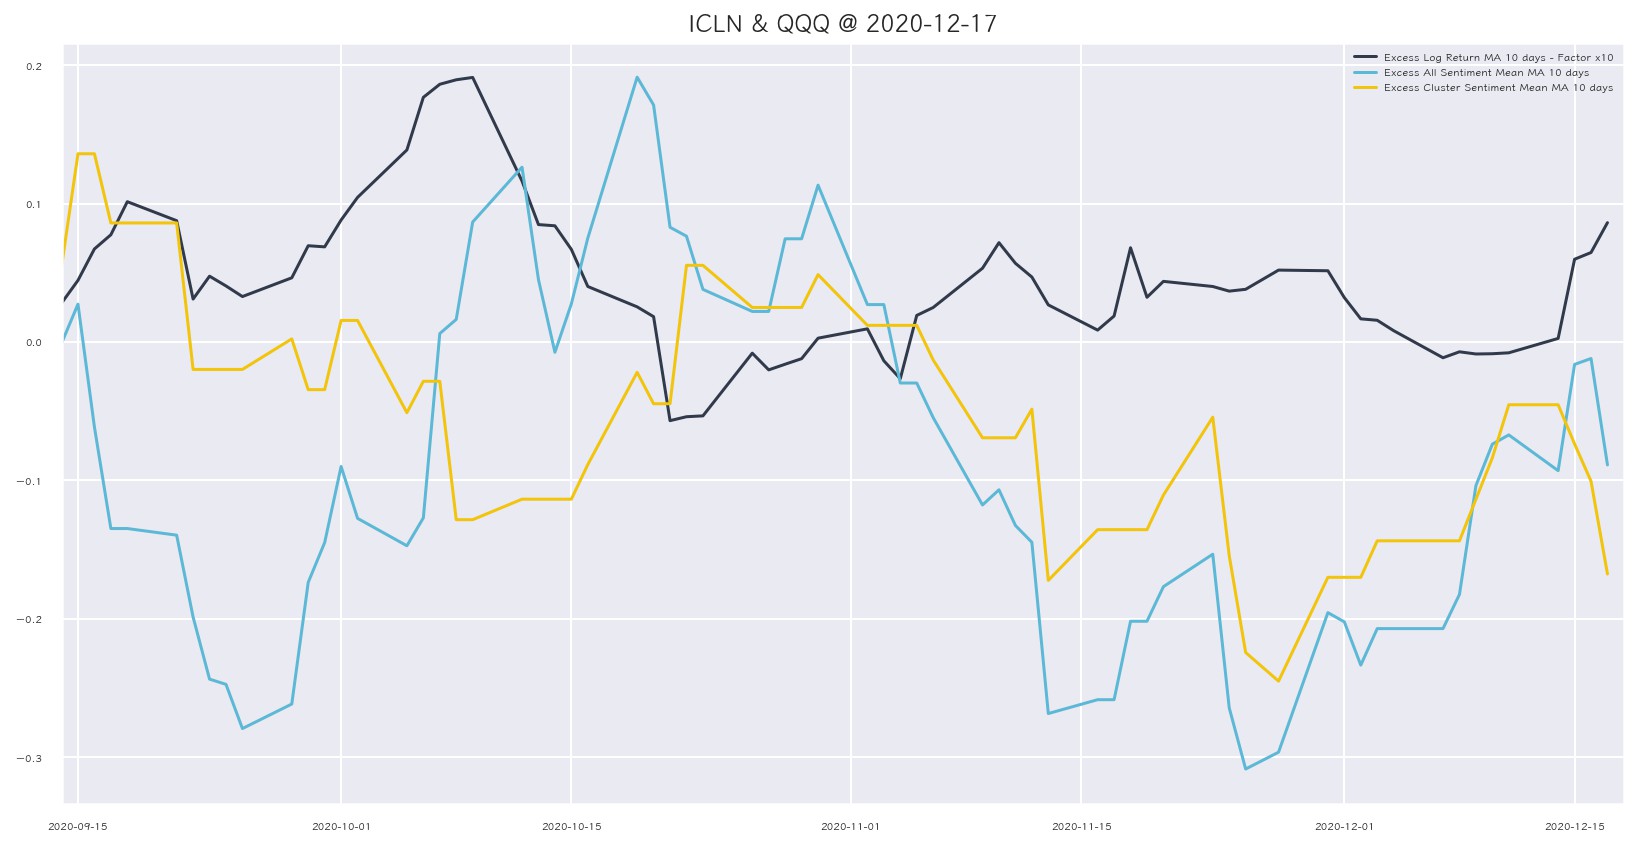 ICLN & QQQ @ 2020-12-17
Excess Log Return MA 10 days - Factor x10
Excess All Sentiment Mean MA 10 days
Excess Cluster Sentiment Mean MA 10 days
0.2
0.1
0.0
−0.1
−0.2
−0.3
2020-09-15 2020-10-01 2020-10-15 2020-11-01 2020-11-15 2020-12-01 2020-12-15